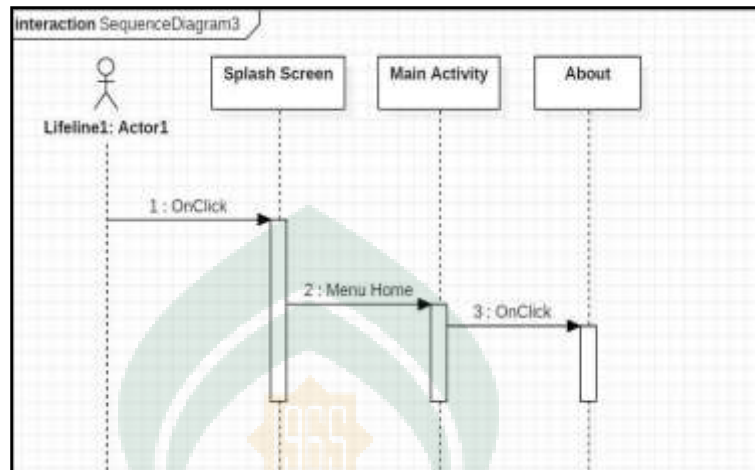 interaction SequenceDiagram3
Splash Screen
Main Activity
About
Lifeline1: Actor1
1 : OnClick
2 : Menu Home
3 : OnClick